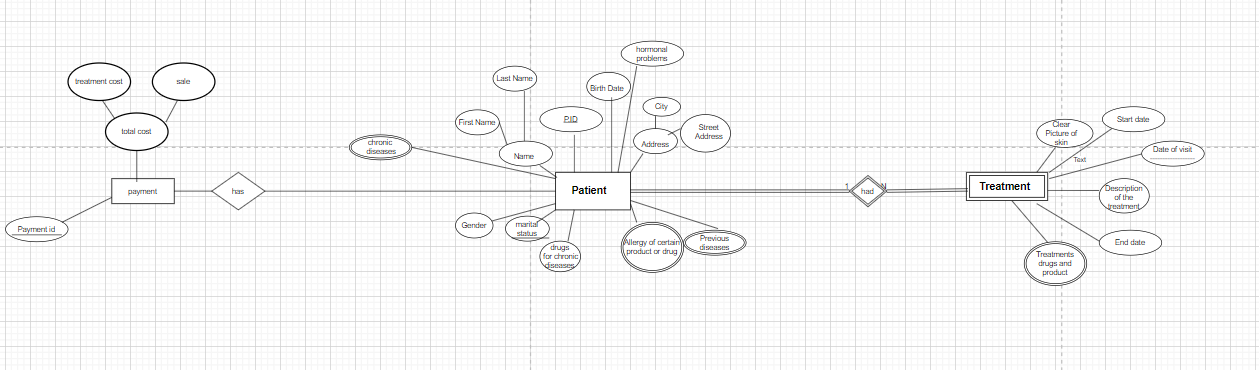 hormonal
problems
treatment cost
sale
Last Name
Birth Date
City
total cost
First Name
P.ID
Street
Address
Clear
Picture of
skin
Start date
chronic
diseases
Name
Address
Text
Date of visit
payment
has
Patient
1
had
N
Treatment
Description
of the
treatment
Payment id
Gender
marital
status
drugs
for chronic
diseases
Allergy of certain
product or drug
Previous
diseases
End date
Treatments
drugs and
product